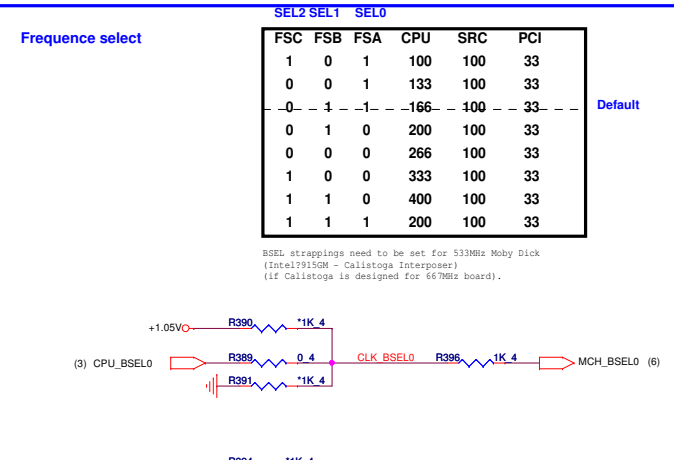 SEL2 SEL1 SEL0
Frequence select
FSC FSB FSA CPU SRC PCI
1 0 1 100 100 33
0 0 1 133 100 33
0 1 1 166 100 33 Default
0 1 0 200 100 33
0 0 0 266 100 33
1 0 0 333 100 33
1 1 0 400 100 33
1 1 1 200 100 33
BSEL strappings need to be set for 533MHz Moby Dick
(Intel?915GM - Calistoga Interposer)
(if Calistoga is designed for 667MHz board).
+1.05V R390 *1K_4
(3) CPU_BSEL0 R389 0_4 CLK_BSEL0 R396 1K_4 MCH_BSEL0 (6)
R391 *1K_4